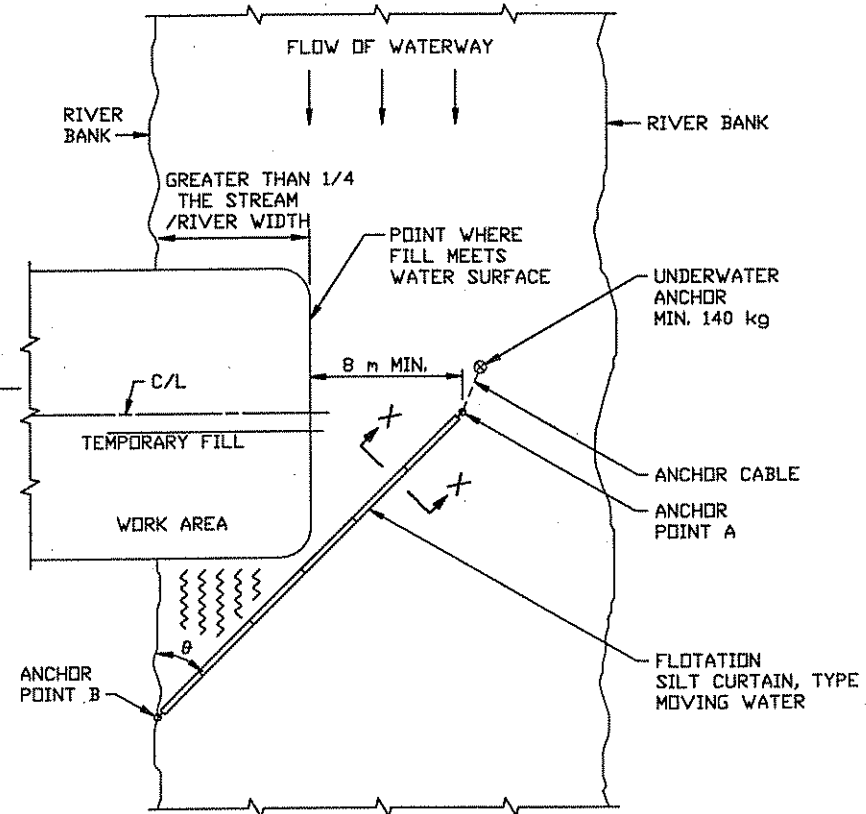 FLOW OF WATERWAY
RIVER
BANK
RIVER BANK
GREATER THAN 1/4
THE STREAM
/RIVER WIDTH
POINT WHERE
FILL MEETS
WATER SURFACE
UNDERWATER
ANCHOR
MIN. 140 kg
8 m MIN.
C/L
TEMPORARY FILL
X
X
ANCHOR CABLE
ANCHOR
POINT A
WORK AREA
θ
ANCHOR
POINT B
FLOTATION
SILT CURTAIN, TYPE
MOVING WATER